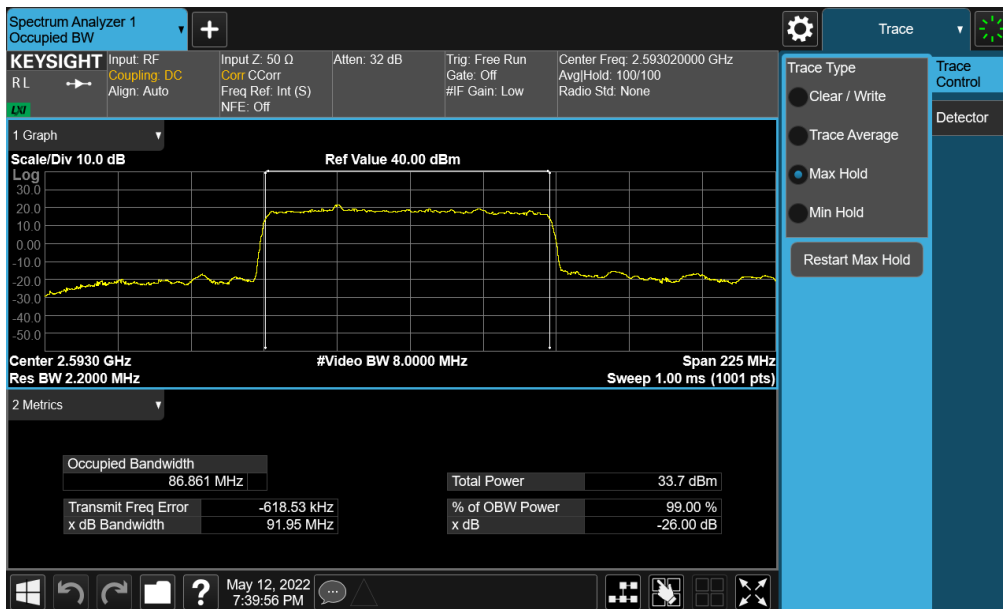 Spectrum Analyzer 1
Occupied BW
+
Trace
KEYSIGHT
R L
LXI
Input: RF
Coupling: DC
Align: Auto
Input Z: 50 Ω
Corr CCorr
Freq Ref: Int (S)
NFE: Off
Atten: 32 dB
Trig: Free Run
Gate: Off
#IF Gain: Low
Center Freq: 2.593020000 GHz
Avg|Hold: 100/100
Radio Std: None
Trace Type
Clear / Write
Trace Average
Max Hold
Min Hold
Restart Max Hold
Trace
Control
Detector
1 Graph
Scale/Div 10.0 dB
Ref Value 40.00 dBm
Log
30.0
20.0
10.0
0.00
-10.0
-20.0
-30.0
-40.0
-50.0
Center 2.5930 GHz
#Video BW 8.0000 MHz
Span 225 MHz
Res BW 2.2000 MHz
Sweep 1.00 ms (1001 pts)
2 Metrics
Occupied Bandwidth
86.861 MHz
Total Power 33.7 dBm
Transmit Freq Error -618.53 kHz
% of OBW Power 99.00 %
x dB Bandwidth 91.95 MHz
x dB -26.00 dB
?
May 12, 2022
7:39:56 PM